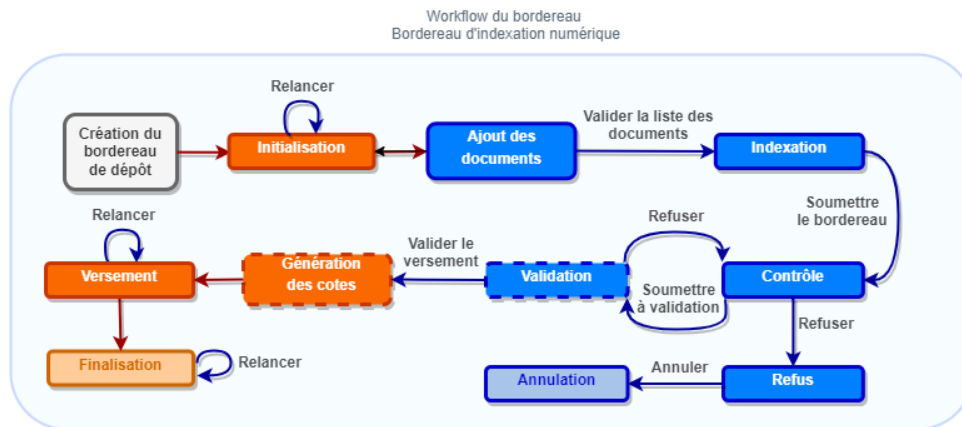 Workflow du bordereau
Bordereau d'indexation numérique
Relancer
Création du
bordereau
de dépôt
Initialisation
Ajout des
documents
Valider la liste des
documents
Indexation
Soumettre
le bordereau
Relancer
Versement
Génération
des cotes
Valider le
versement
Validation
Refuser
Soumettre
à validation
Contrôle
Refuser
Finalisation
Relancer
Annulation
Annuler
Refus